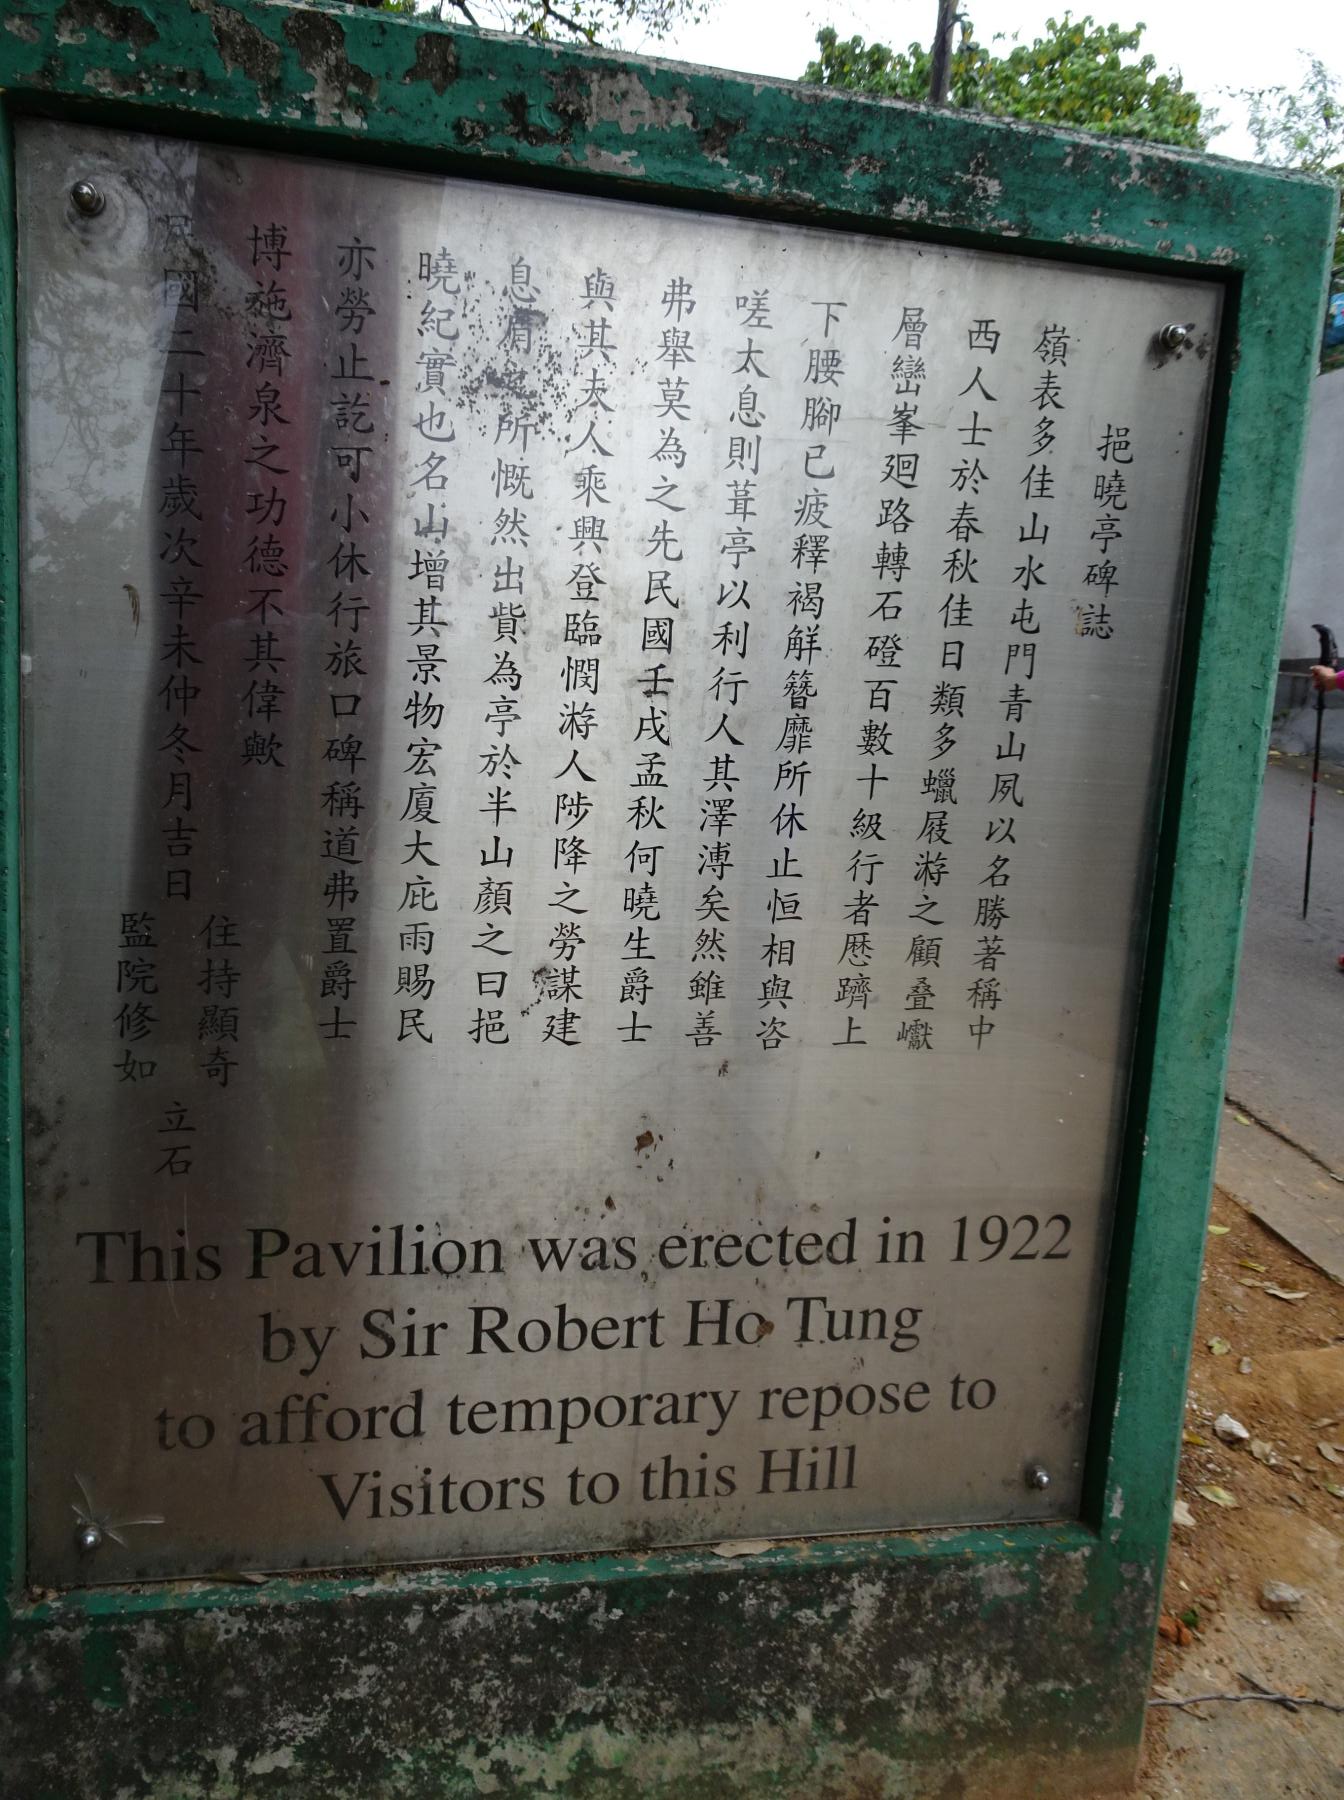 挹曉亭碑誌
嶺表多佳山水屯門青山夙以名勝著稱中
西人士於春秋佳日類多蠟屐游之顧疊巘
層巒峯廻路轉石磴百數十級行者厯躋上
下腰腳已疲釋褐觧簪靡所休止恒相與咨
嗟太息則葺亭以利行人其澤溥矣然雖善
弗舉莫為之先民國壬戌孟秋何曉生爵士
與其夫人乘興登臨憫游人陟降之勞謀建
息肩之所慨然出貲為亭於半山顏之曰挹
曉紀實也名山增其景物宏廈大庇雨賜民
亦勞止訖可小休行旅口碑稱道弗置爵士
博施濟泉之功德不其偉歟
住持顯奇
民國二十年歲次辛未仲冬月吉日
監院修如
立石
This Pavilion was erected in 1922
by Sir Robert Ho Tung
to afford temporary repose to
Visitors to this Hill